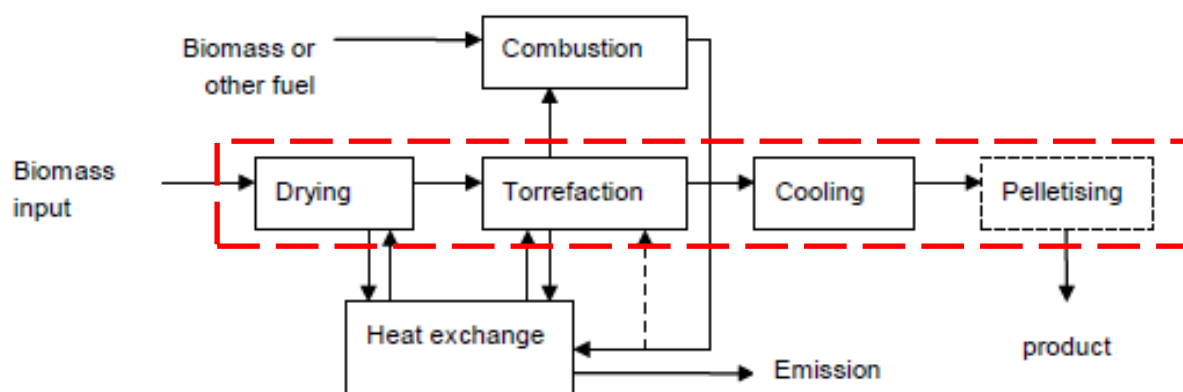 Biomass or
other fuel
Combustion
Biomass
input
Drying
Torrefaction
Cooling
Pelletising
Heat exchange
product
Emission